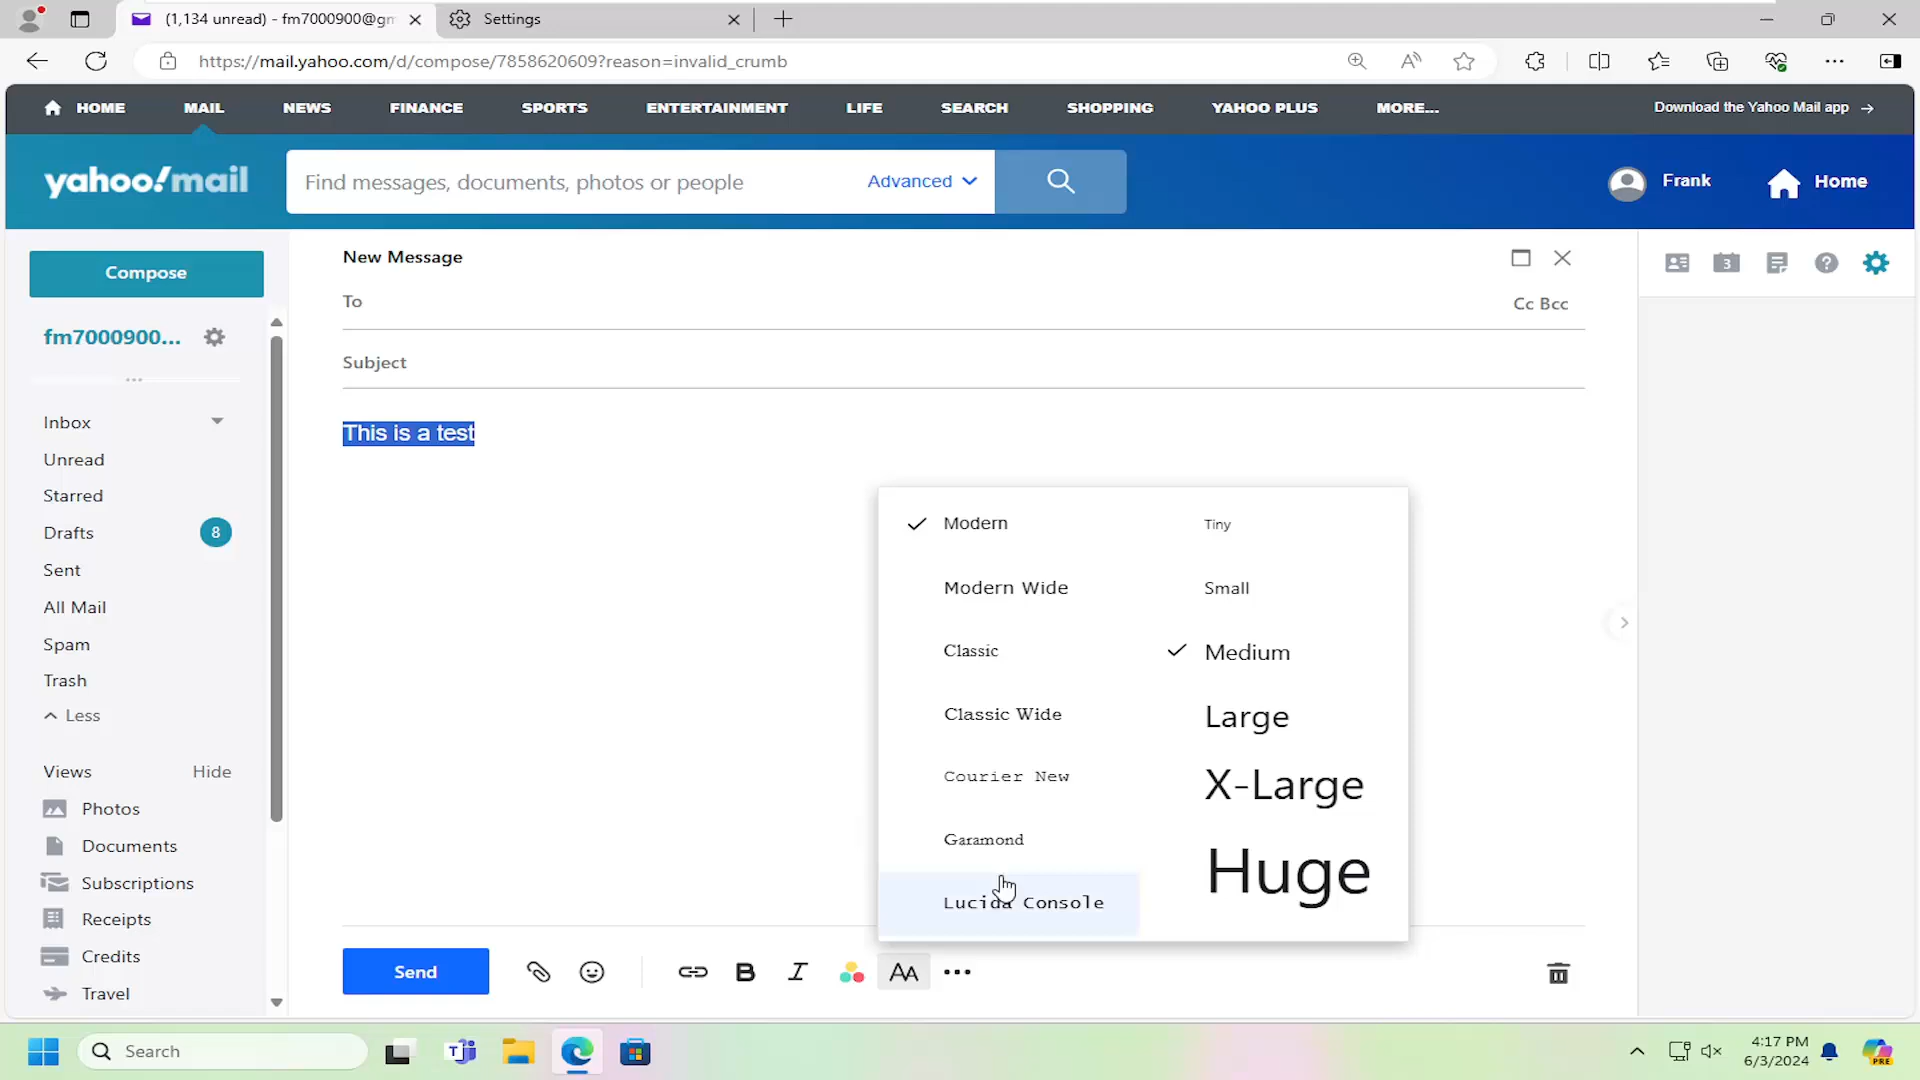 (1,134 unread) - fm7000900@gm
Settings
https://mail.yahoo.com/d/compose/7858620609?reason=invalid_crumb
HOME MAIL NEWS FINANCE SPORTS ENTERTAINMENT LIFE SEARCH SHOPPING YAHOO PLUS MORE... Download the Yahoo Mail app →
yahoo!mail
Find messages, documents, photos or people
Advanced
Frank
Home
Compose
New Message
To
Cc Bcc
Subject
This is a test
fm7000900...
Inbox
Unread
Starred
Drafts 8
Sent
All Mail
Spam
Trash
Less
Views Hide
Photos
Documents
Subscriptions
Receipts
Credits
Travel
3
Modern
Modern Wide
Classic
Classic Wide
Courier New
Garamond
Lucida Console
Tiny
Small
Medium
Large
X-Large
Huge
Send
B I AA
Search
4:17 PM
6/3/2024
PRE